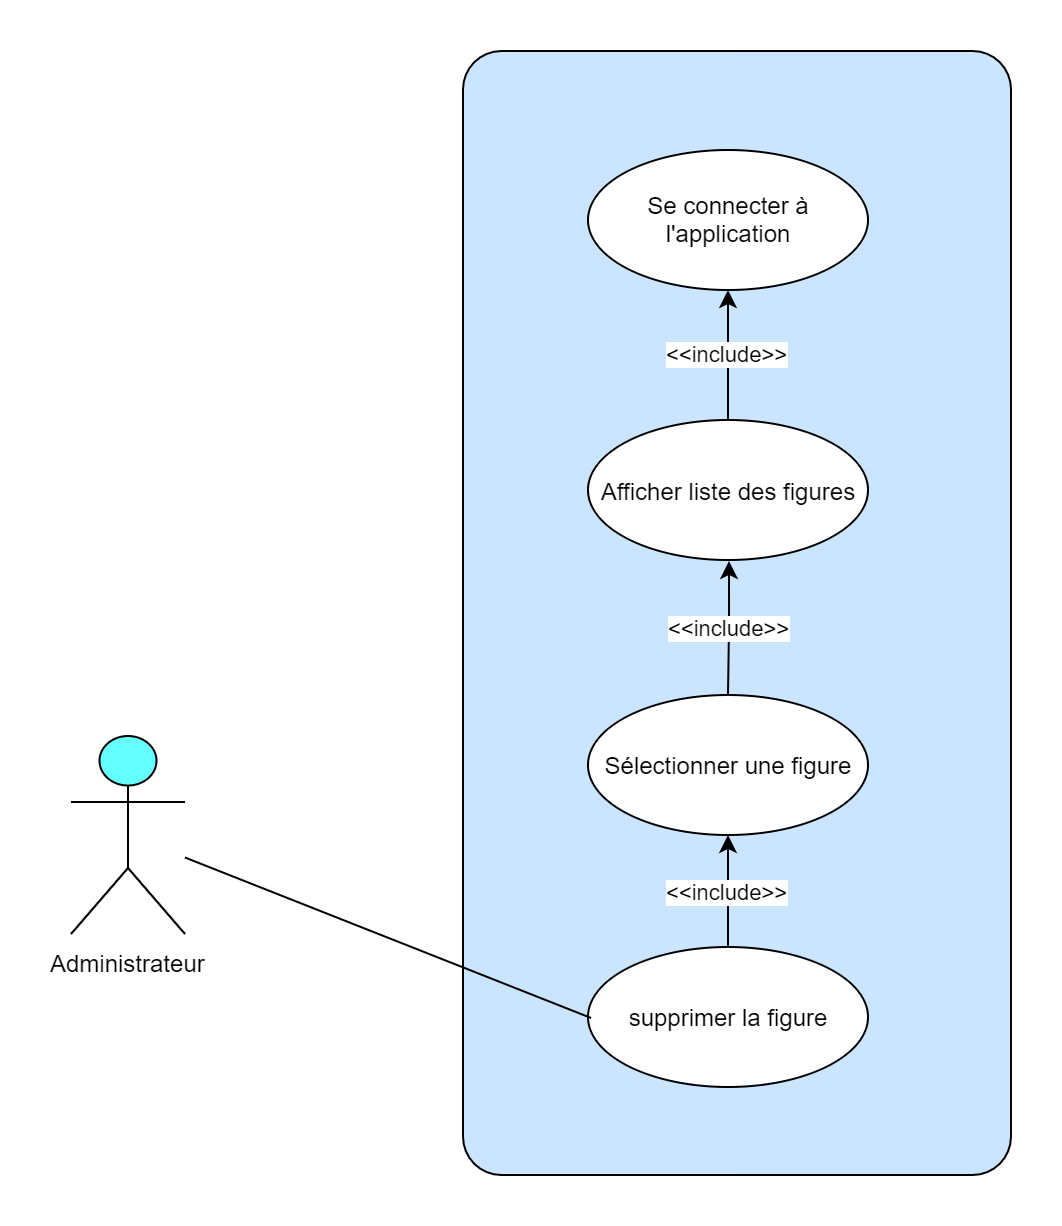 Se connecter à
l'application
<<include>>
Afficher liste des figures
<<include>>
Sélectionner une figure
<<include>>
Administrateur
supprimer la figure